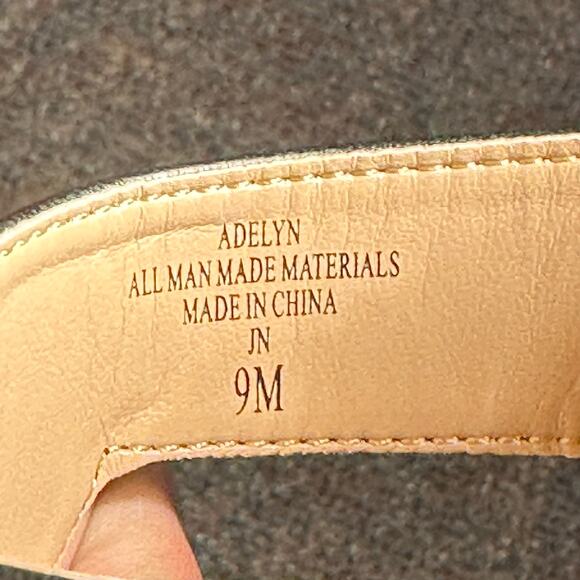 ADELYN
ALL MAN MADE MATERIALS
MADE IN CHINA
JN
9M